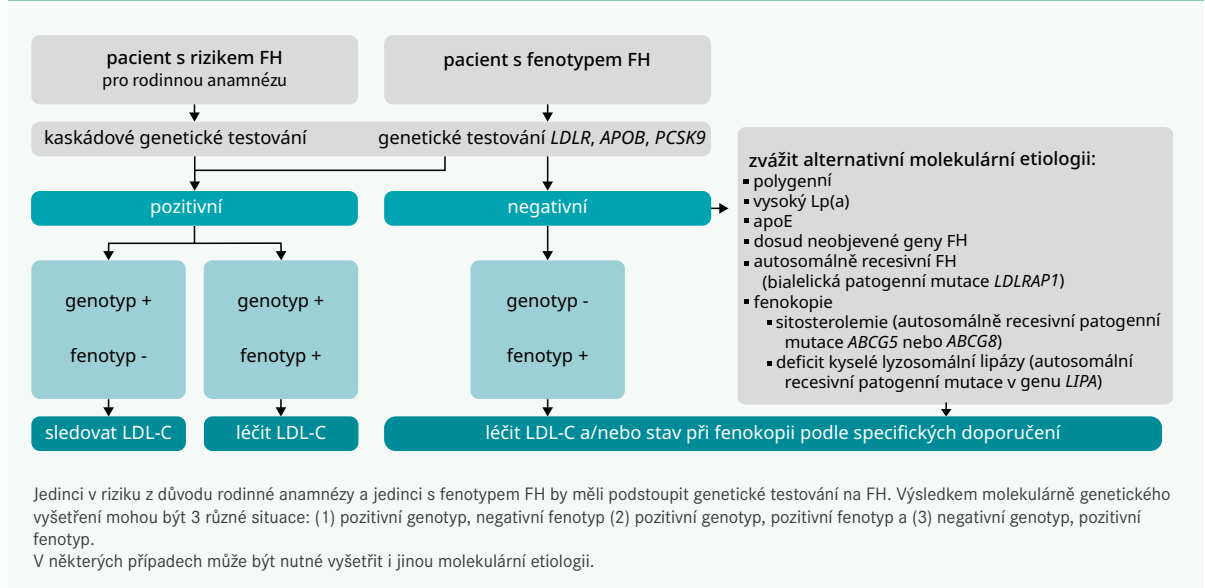 pacient s rizikem FH
pro rodinnou anamnézu
pacient s fenotypem FH
kaskádové genetické testování
genetické testování LDLR, APOB, PCSK9
pozitivní
negativní
zvážit alternativní molekulární etiologii:
▪ polygenní
▪ vysoký Lp(a)
▪ apoE
▪ dosud neobjevené geny FH
▪ autosomálně recesivní FH
(bialelická patogenní mutace LDLRAP1)
▪ fenokopie
▪ sitosterolemie (autosomálně recesivní patogenní
mutace ABCG5 nebo ABCG8)
▪ deficit kyselé lyzosomální lipázy (autosomální
recesivní patogenní mutace v genu LIPA)
genotyp +
fenotyp -
genotyp +
fenotyp +
genotyp -
fenotyp +
sledovat LDL-C
léčit LDL-C
léčit LDL-C a/nebo stav při fenokopii podle specifických doporučení
Jedinci v riziku z důvodu rodinné anamnézy a jedinci s fenotypem FH by měli podstoupit genetické testování na FH. Výsledkem molekulárně genetického
vyšetření mohou být 3 různé situace: (1) pozitivní genotyp, negativní fenotyp (2) pozitivní genotyp, pozitivní fenotyp a (3) negativní genotyp, pozitivní
fenotyp.
V některých případech může být nutné vyšetřit i jinou molekulární etiologii.